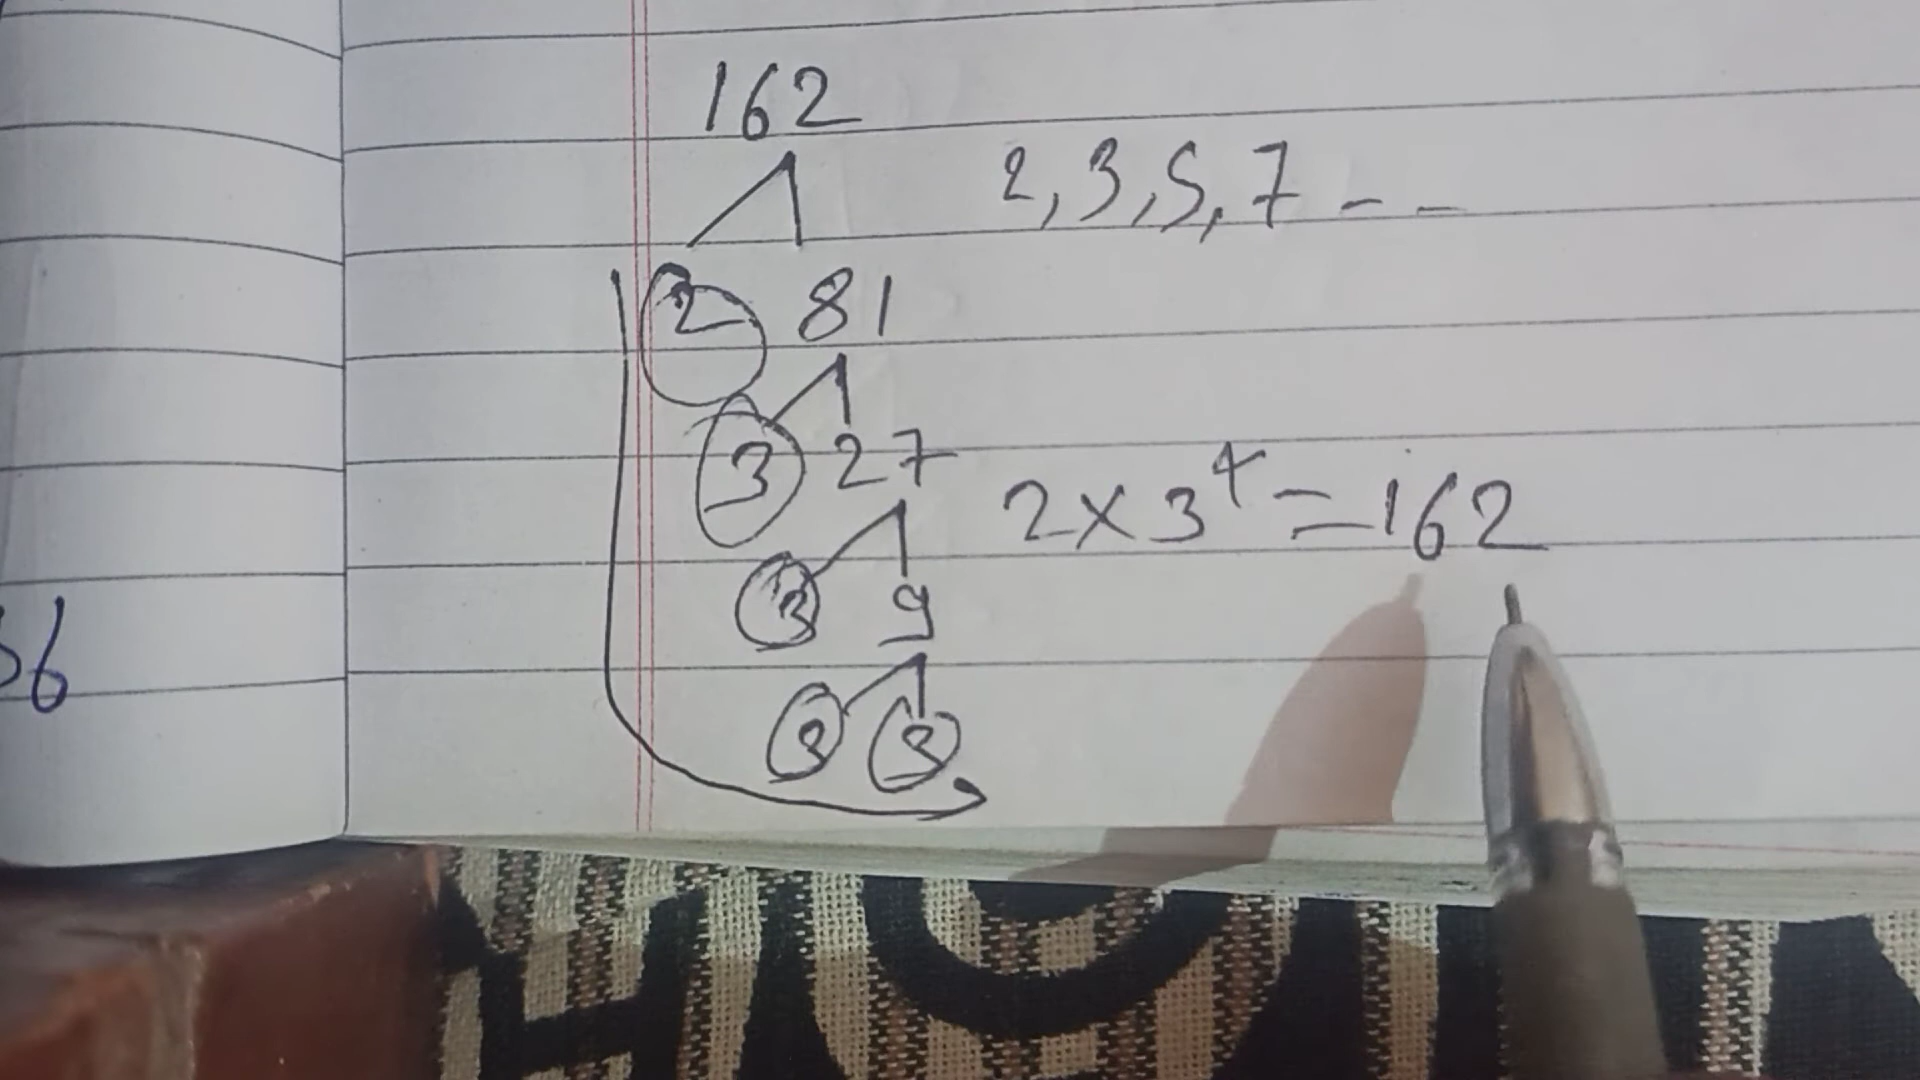 162
2,3,5,7 - -
2 81
3 27
2 x 3⁴ = 162
3 9
3 3